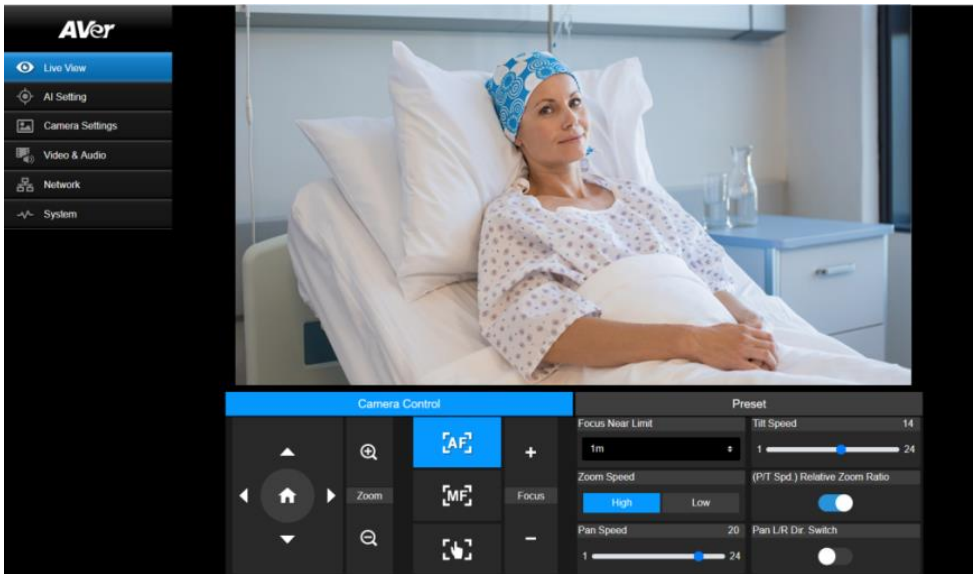 AVer
Live View
AI Setting
Camera Settings
Video & Audio
Network
System
Camera Control
Preset
Zoom
AF
MF
Focus
Focus Near Limit
1m
Zoom Speed
High Low
Pan Speed 20
1 24
Tilt Speed 14
1 24
(P/T Spd.) Relative Zoom Ratio
Pan L/R Dir. Switch